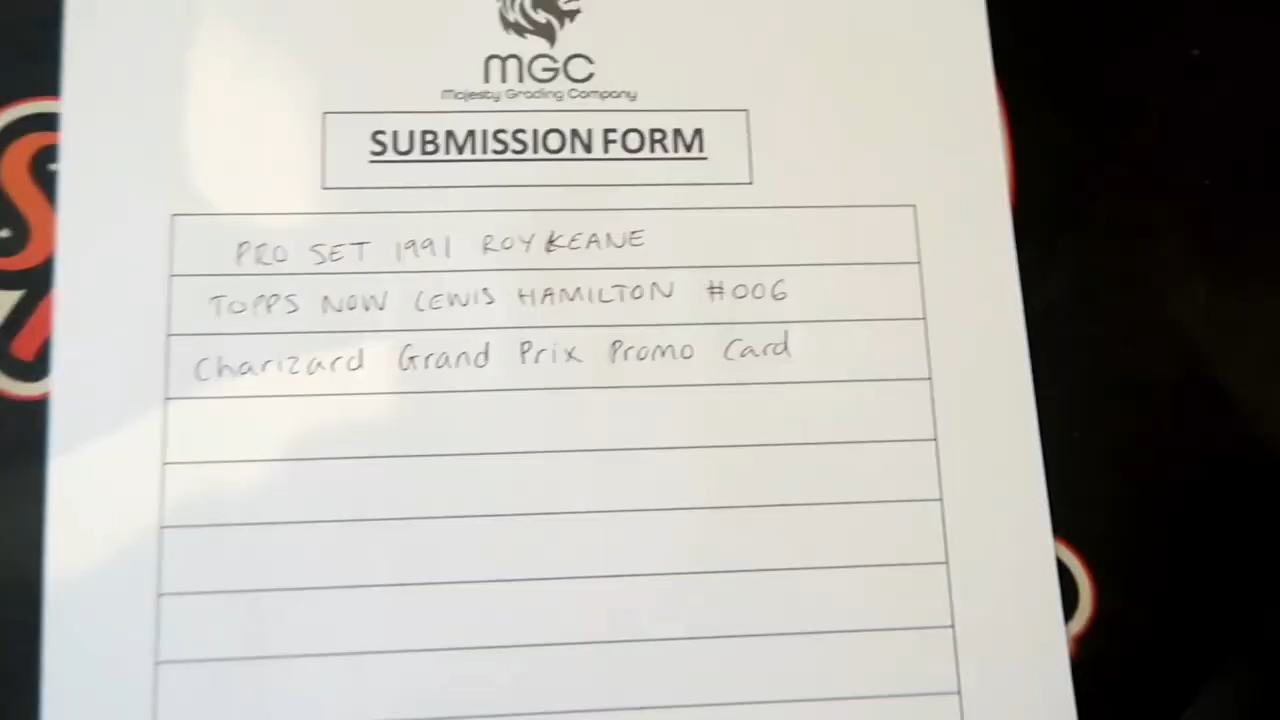 MGC
Majesty Grading Company
SUBMISSION FORM
PRO SET 1991 ROY KEANE
TOPPS NOW LEWIS HAMILTON #006
Charizard Grand Prix Promo Card